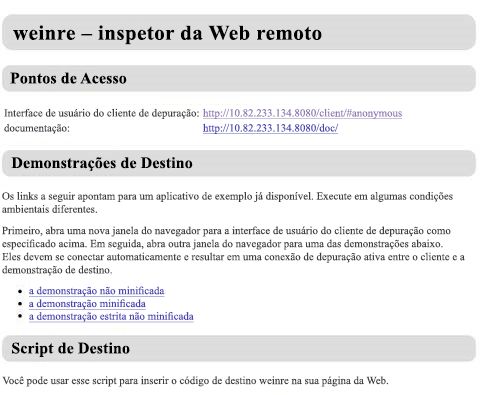 weinre – inspetor da Web remoto
Pontos de Acesso
Interface de usuário do cliente de depuração: http://10.82.233.134.8080/client/#anonymous
documentação: http://10.82.233.134.8080/doc/
Demonstrações de Destino
Os links a seguir apontam para um aplicativo de exemplo já disponível. Execute em algumas condições
ambientais diferentes.
Primeiro, abra uma nova janela do navegador para a interface de usuário do cliente de depuração como
especificado acima. Em seguida, abra outra janela do navegador para uma das demonstrações abaixo.
Eles devem se conectar automaticamente e resultar em uma conexão de depuração ativa entre o cliente e a
demonstração de destino.
• a demonstração não minificada
• a demonstração minificada
• a demonstração estrita não minificada
Script de Destino
Você pode usar esse script para inserir o código de destino weinre na sua página da Web.